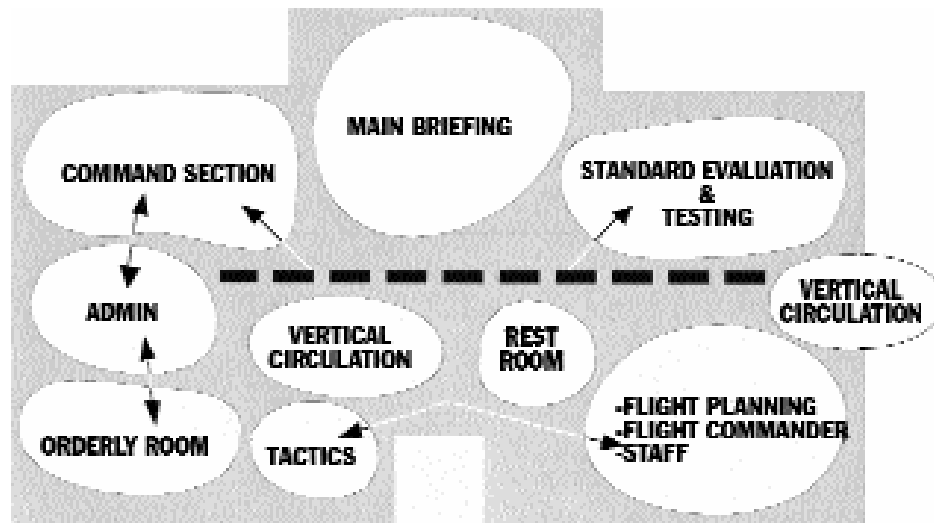 MAIN BRIEFING
COMMAND SECTION
STANDARD EVALUATION
&
TESTING
ADMIN
VERTICAL
CIRCULATION
REST
ROOM
VERTICAL
CIRCULATION
ORDERLY ROOM
TACTICS
-FLIGHT PLANNING
-FLIGHT COMMANDER
-STAFF